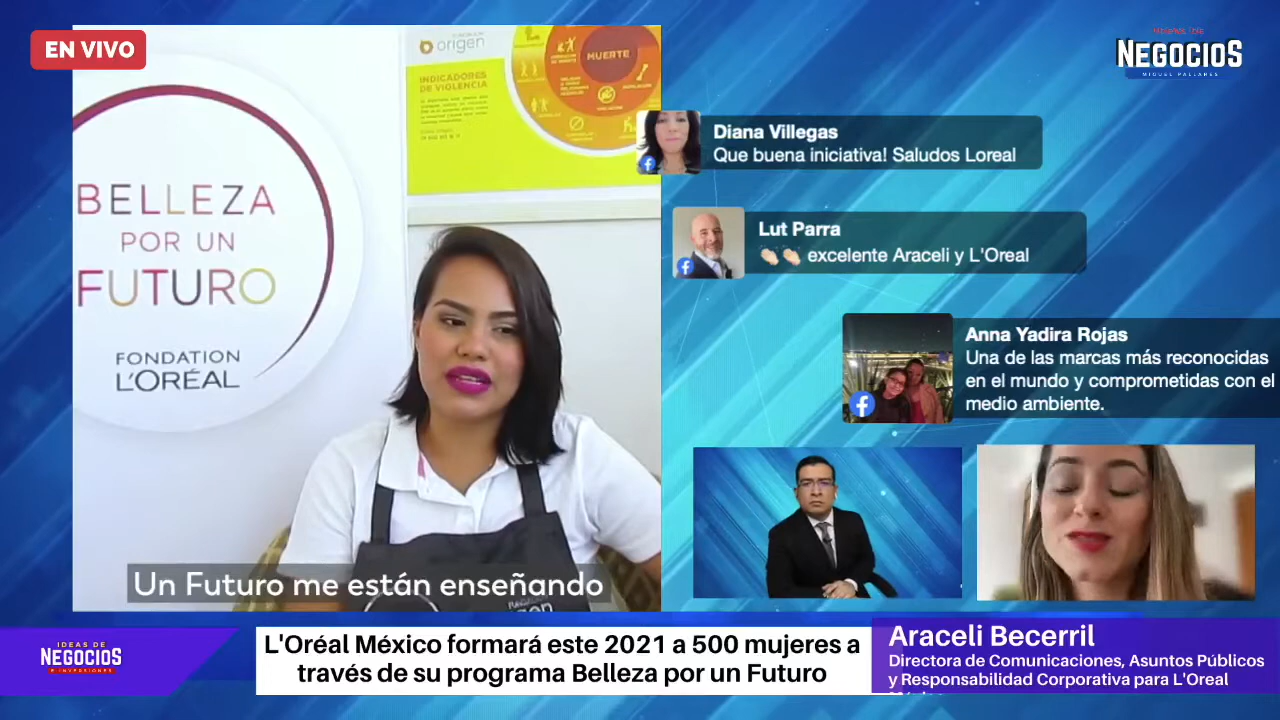 EN VIVO
NEGOCIOS
MIGUEL PALLARES
origen
INDICADORES
DE VIOLENCIA
MUERTE
BELLEZA
POR UN
FUTURO
FONDATION
L'ORÉAL
Diana Villegas
Que buena iniciativa! Saludos Loreal
Lut Parra
👏🏻👏🏻 excelente Araceli y L'Oreal
Anna Yadira Rojas
Una de las marcas más reconocidas
en el mundo y comprometidas con el
medio ambiente.
Un Futuro me están enseñando
IDEAS DE
NEGOCIOS
E INVERSIONES
L'Oréal México formará este 2021 a 500 mujeres a
través de su programa Belleza por un Futuro
Araceli Becerril
Directora de Comunicaciones, Asuntos Públicos
y Responsabilidad Corporativa para L'Oreal